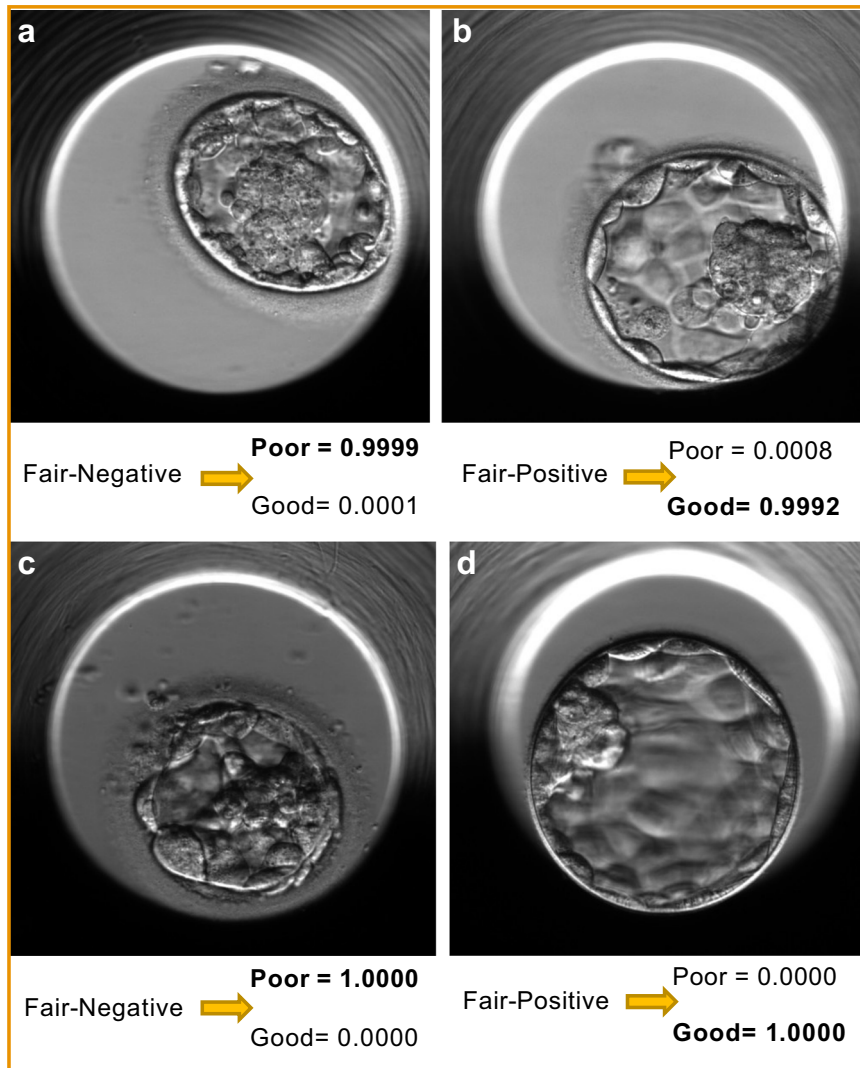 a
b
Fair-Negative
Poor = 0.9999
Good= 0.0001
Fair-Positive
Poor = 0.0008
Good= 0.9992
c
d
Fair-Negative
Poor = 1.0000
Good= 0.0000
Fair-Positive
Poor = 0.0000
Good= 1.0000